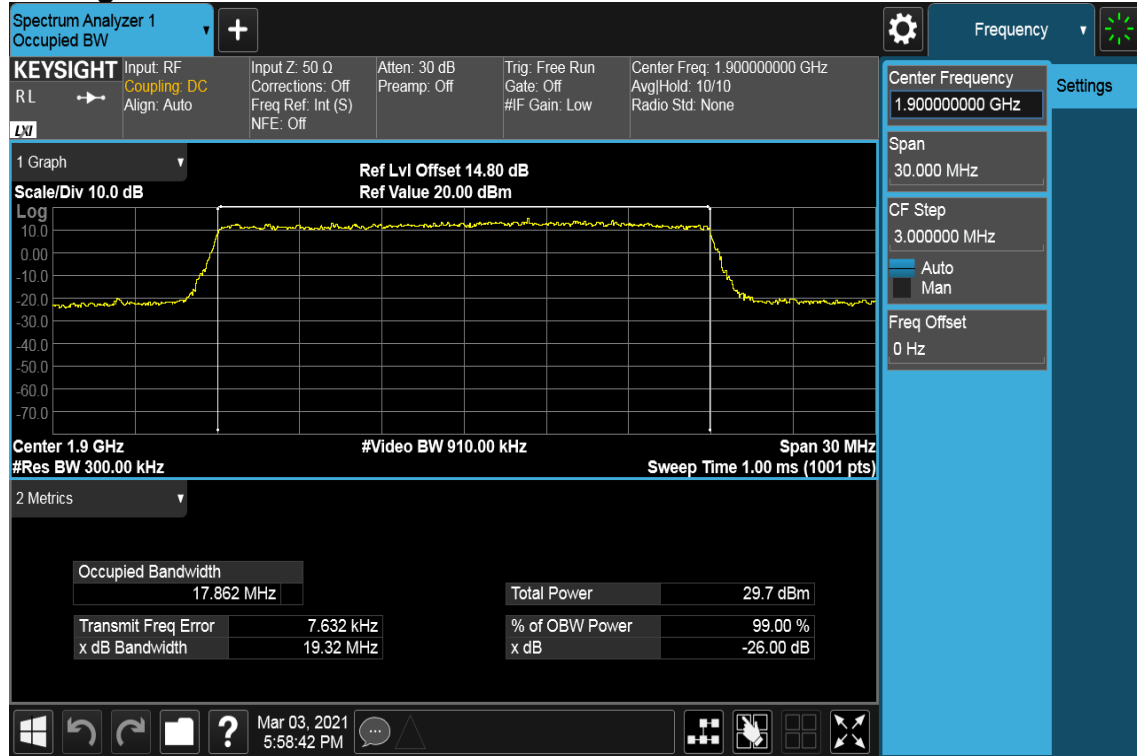 Spectrum Analyzer 1
Occupied BW
+
Frequency
KEYSIGHT
Input: RF
Coupling: DC
Align: Auto
Input Z: 50 Ω
Corrections: Off
Freq Ref: Int (S)
NFE: Off
Atten: 30 dB
Preamp: Off
Trig: Free Run
Gate: Off
#IF Gain: Low
Center Freq: 1.900000000 GHz
Avg|Hold: 10/10
Radio Std: None
RL
LXI
1 Graph
Ref Lvl Offset 14.80 dB
Scale/Div 10.0 dB
Ref Value 20.00 dBm
Log
10.0
0.00
-10.0
-20.0
-30.0
-40.0
-50.0
-60.0
-70.0
Center 1.9 GHz
#Video BW 910.00 kHz
Span 30 MHz
#Res BW 300.00 kHz
Sweep Time 1.00 ms (1001 pts)
2 Metrics
Occupied Bandwidth
17.862 MHz
Total Power 29.7 dBm
Transmit Freq Error 7.632 kHz
% of OBW Power 99.00 %
x dB Bandwidth 19.32 MHz
x dB -26.00 dB
?
Mar 03, 2021
5:58:42 PM
Center Frequency
1.900000000 GHz
Settings
Span
30.000 MHz
CF Step
3.000000 MHz
Auto
Man
Freq Offset
0 Hz